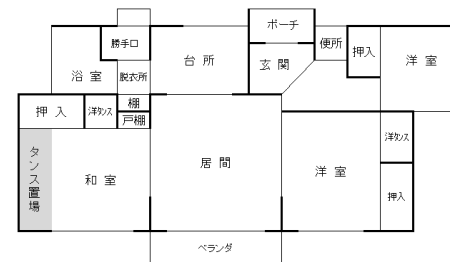 ポーチ
勝手口
台所
便所
押入
洋室
玄関
浴室
脱衣所
棚
戸棚
押入
洋タンス
タンス置場
和室
居間
洋室
洋タンス
押入
ベランダ